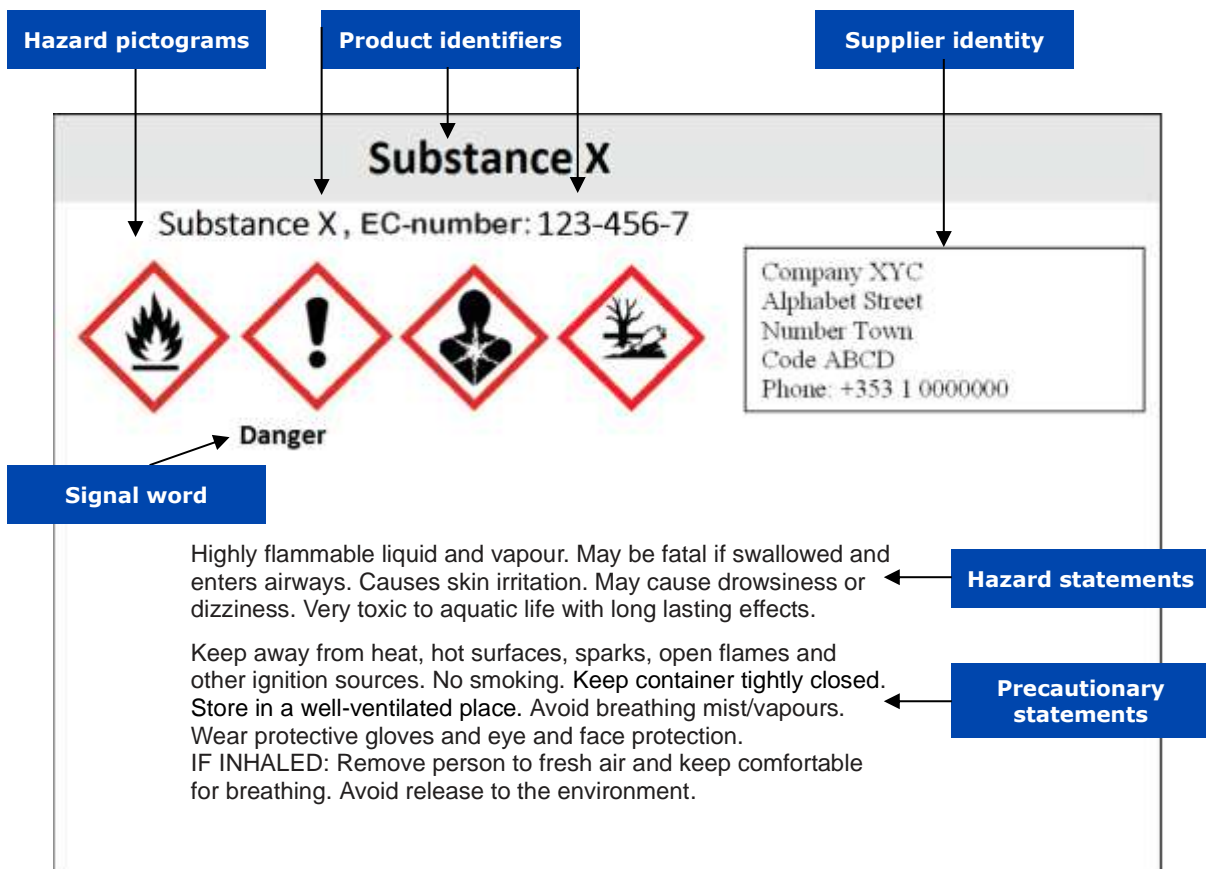 Hazard pictograms
Product identifiers
Supplier identity
Substance X
Substance X , EC-number: 123-456-7
Company XYC
Alphabet Street
Number Town
Code ABCD
Phone: +353 1 0000000
Danger
Signal word
Highly flammable liquid and vapour. May be fatal if swallowed and
enters airways. Causes skin irritation. May cause drowsiness or
dizziness. Very toxic to aquatic life with long lasting effects.
Hazard statements
Keep away from heat, hot surfaces, sparks, open flames and
other ignition sources. No smoking. Keep container tightly closed.
Store in a well-ventilated place. Avoid breathing mist/vapours.
Wear protective gloves and eye and face protection.
IF INHALED: Remove person to fresh air and keep comfortable
for breathing. Avoid release to the environment.
Precautionary
statements